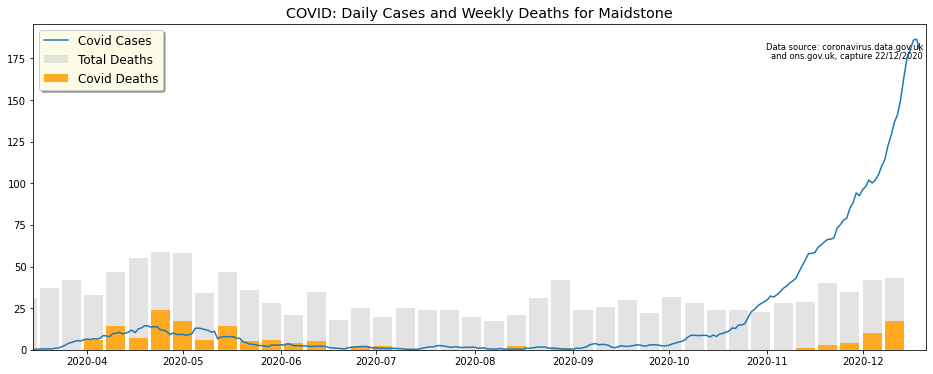 COVID: Daily Cases and Weekly Deaths for Maidstone
Covid Cases
Total Deaths
Covid Deaths
Data source: coronavirus.data.gov.uk
and ons.gov.uk, capture 22/12/2020
175
150
125
100
75
50
25
0
2020-04
2020-05
2020-06
2020-07
2020-08
2020-09
2020-10
2020-11
2020-12